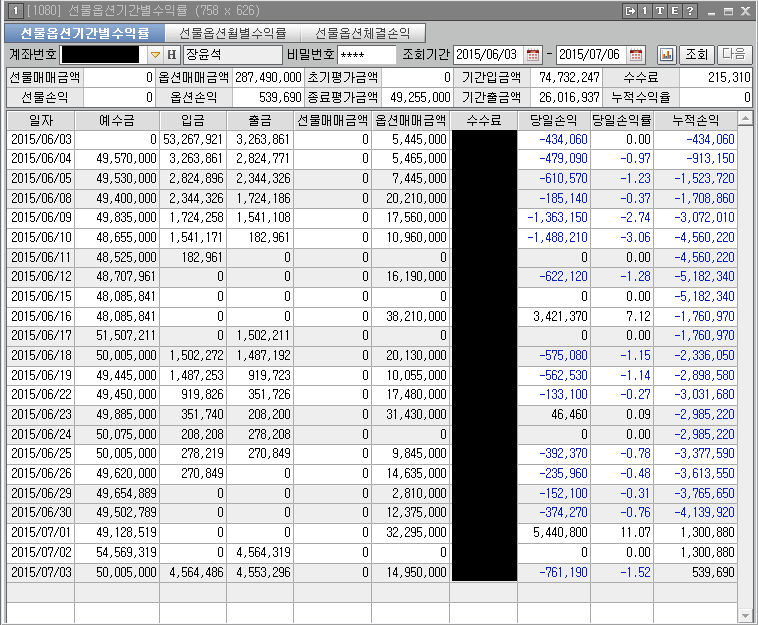 1 [1080] 선물옵션기간별수익률 (758 x 626) 1 T E ?
선물옵션기간별수익률 선물옵션월별수익률 선물옵션체결손익
계좌번호 H 장윤석 비밀번호 **** 조회기간 2015/06/03 ~ 2015/07/06 조회 다음
선물매매금액 0 옵션매매금액 287,490,000 초기평가금액 0 기간입금액 74,732,247 수수료 215,310
선물손익 0 옵션손익 539,690 종료평가금액 49,255,000 기간출금액 26,016,937 누적수익률 0
일자 예수금 입금 출금 선물매매금액 옵션매매금액 수수료 당일손익 당일손익률 누적손익
2015/06/03 0 53,267,921 3,263,861 0 5,445,000 -434,060 0.00 -434,060
2015/06/04 49,570,000 3,263,861 2,824,771 0 5,465,000 -479,090 -0.97 -913,150
2015/06/05 49,530,000 2,824,896 2,344,326 0 7,445,000 -610,570 -1.23 -1,523,720
2015/06/08 49,400,000 2,344,326 1,724,186 0 20,210,000 -185,140 -0.37 -1,708,860
2015/06/09 49,835,000 1,724,258 1,541,108 0 17,560,000 -1,363,150 -2.74 -3,072,010
2015/06/10 48,655,000 1,541,171 182,961 0 10,960,000 -1,488,210 -3.06 -4,560,220
2015/06/11 48,525,000 182,961 0 0 0 0 0.00 -4,560,220
2015/06/12 48,707,961 0 0 0 16,190,000 -622,120 -1.28 -5,182,340
2015/06/15 48,085,841 0 0 0 0 0 0.00 -5,182,340
2015/06/16 48,085,841 0 0 0 38,210,000 3,421,370 7.12 -1,760,970
2015/06/17 51,507,211 0 1,502,211 0 0 0 0.00 -1,760,970
2015/06/18 50,005,000 1,502,272 1,487,192 0 20,130,000 -575,080 -1.15 -2,336,050
2015/06/19 49,445,000 1,487,253 919,723 0 10,055,000 -562,530 -1.14 -2,898,580
2015/06/22 49,450,000 919,826 351,726 0 17,480,000 -133,100 -0.27 -3,031,680
2015/06/23 49,885,000 351,740 208,200 0 31,430,000 46,460 0.09 -2,985,220
2015/06/24 50,075,000 208,208 278,208 0 0 0 0.00 -2,985,220
2015/06/25 50,005,000 278,219 270,849 0 9,845,000 -392,370 -0.78 -3,377,590
2015/06/26 49,620,000 270,849 0 0 14,635,000 -235,960 -0.48 -3,613,550
2015/06/29 49,654,889 0 0 0 2,810,000 -152,100 -0.31 -3,765,650
2015/06/30 49,502,789 0 0 0 12,375,000 -374,270 -0.76 -4,139,920
2015/07/01 49,128,519 0 0 0 32,295,000 5,440,800 11.07 1,300,880
2015/07/02 54,569,319 0 4,564,319 0 0 0 0.00 1,300,880
2015/07/03 50,005,000 4,564,486 4,553,296 0 14,950,000 -761,190 -1.52 539,690